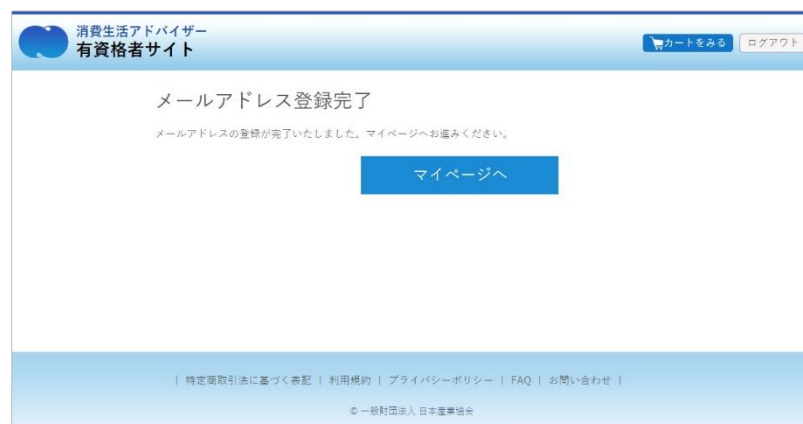 消費生活アドバイザー
有資格者サイト
カートをみる ログアウト
メールアドレス登録完了
メールアドレスの登録が完了いたしました。マイページへお進みください。
マイページへ
| 特定商取引法に基づく表記 | 利用規約 | プライバシーポリシー | FAQ | お問い合わせ |
© 一般財団法人 日本産業協会